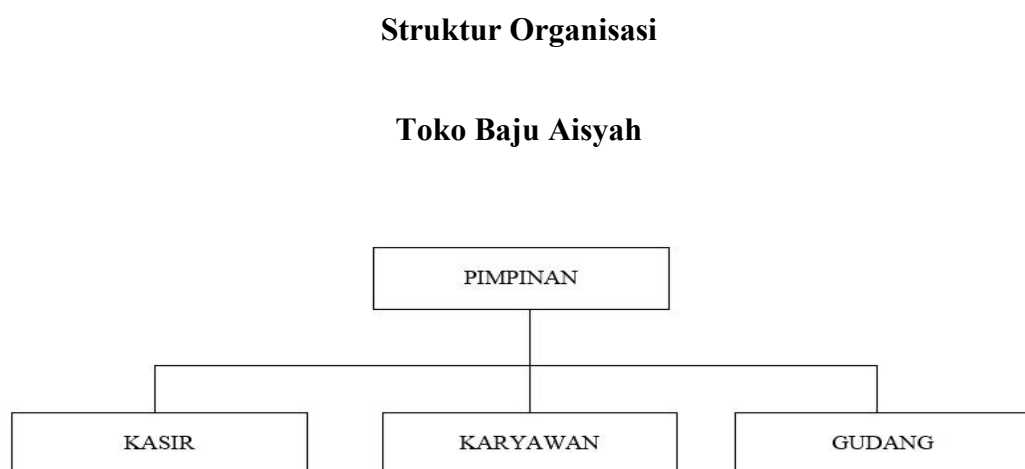 Struktur Organisasi
Toko Baju Aisyah
PIMPINAN
KASIR
KARYAWAN
GUDANG